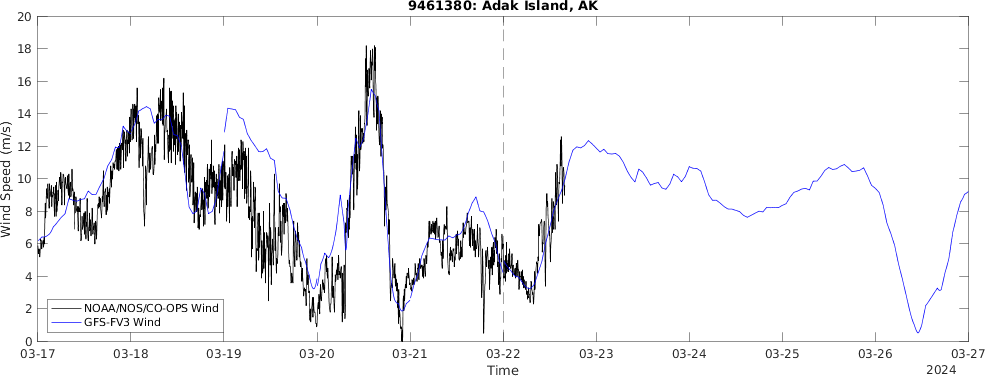 9461380: Adak Island, AK
20
18
16
14
12
10
8
6
4
2
0
Wind Speed (m/s)
NOAA/NOS/CO-OPS Wind
GFS-FV3 Wind
03-17 03-18 03-19 03-20 03-21 03-22 03-23 03-24 03-25 03-26 03-27
Time
2024